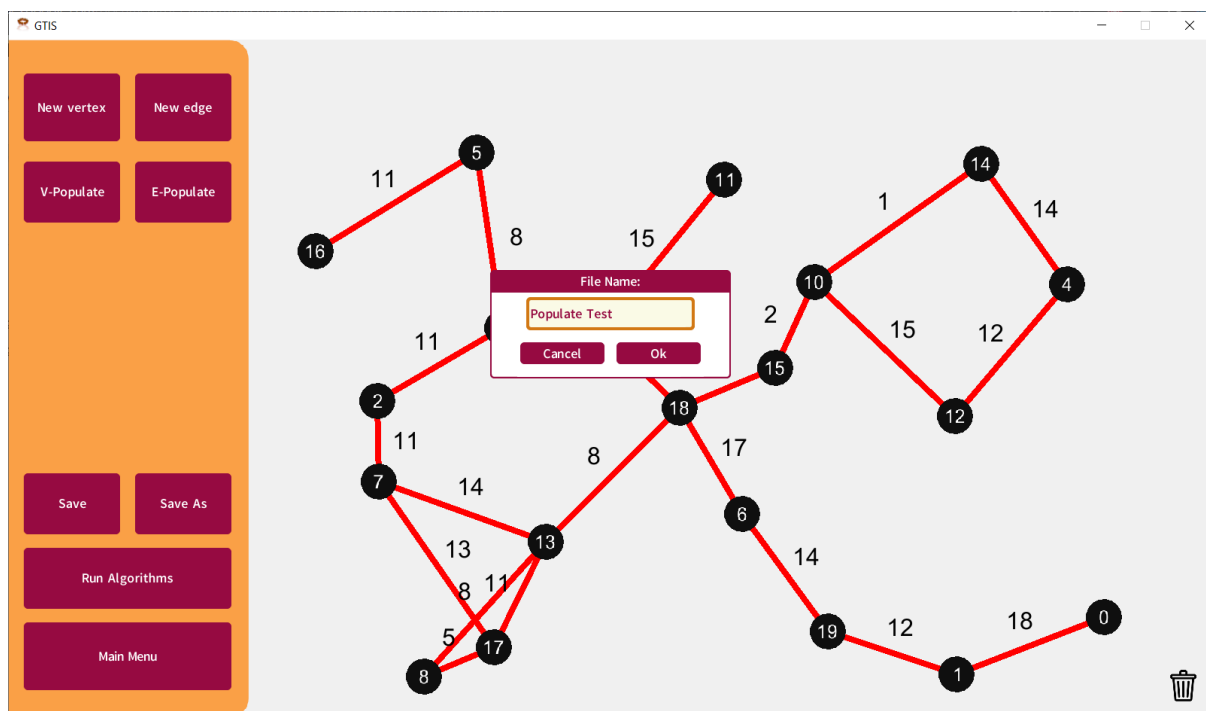 GTIS
New vertex
New edge
V-Populate
E-Populate
Save
Save As
Run Algorithms
Main Menu
File Name:
Populate Test
Cancel
Ok
5
11
14
11
1
14
8
15
16
10
4
2
15
12
11
15
2
18
12
11
8
17
7
14
6
13
13
14
11
8
5
17
19
12
18
0
8
1